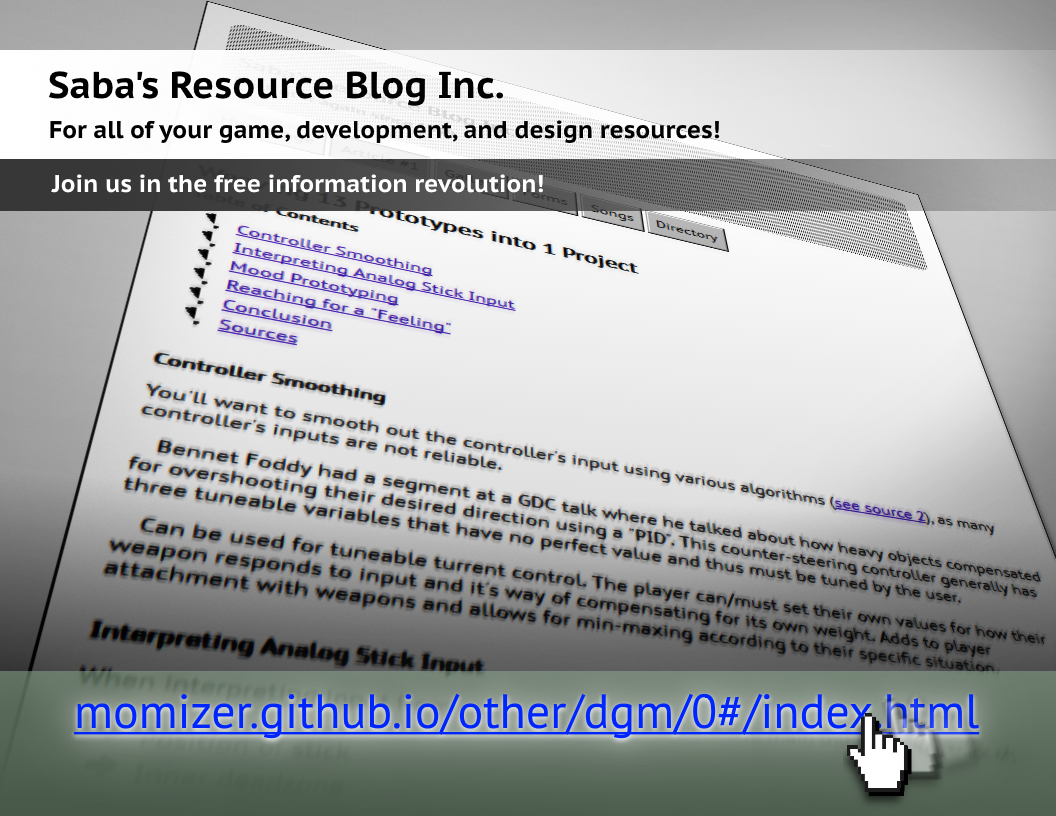 Saba's Resource Blog Inc.
For all of your game, development, and design resources!
Join us in the free information revolution!
Songs
Directory
13 Prototypes into 1 Project
Table of Contents
Controller Smoothing
Interpreting Analog Stick Input
Mood Prototyping
Reaching for a "Feeling"
Conclusion
Sources
Controller Smoothing
You'll want to smooth out the controller's input using various algorithms (see source 2), as many
controller's inputs are not reliable.
Bennet Foddy had a segment at a GDC talk where he talked about how heavy objects compensated
for overshooting their desired direction using a "PID". This counter-steering controller generally has
three tuneable variables that have no perfect value and thus must be tuned by the user.
Can be used for tuneable turrent control. The player can/must set their own values for how their
weapon responds to input and it's way of compensating for its own weight. Adds to player
attachment with weapons and allows for min-maxing according to their specific situation.
Interpreting Analog Stick Input
When interpreting
momizer.github.io/other/dgm/0#/index.html